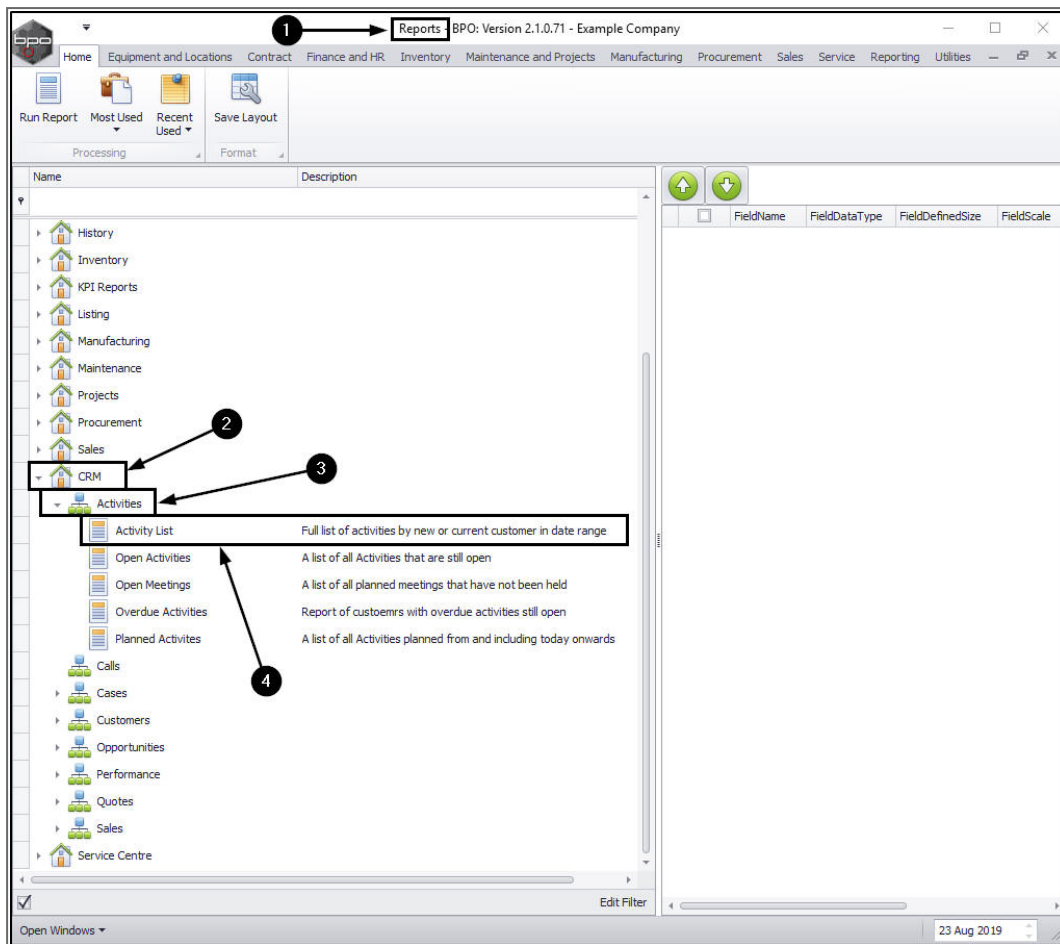 1
Reports - BPO: Version 2.1.0.71 - Example Company
bpo
Home Equipment and Locations Contract Finance and HR Inventory Maintenance and Projects Manufacturing Procurement Sales Service Reporting Utilities
Run Report Most Used Recent Used Save Layout
Processing Format
Name Description
FieldName FieldDataType FieldDefinedSize FieldScale
History
Inventory
KPI Reports
Listing
Manufacturing
Maintenance
Projects
Procurement
2
Sales
CRM
3
Activities
Activity List Full list of activities by new or current customer in date range
Open Activities A list of all Activities that are still open
Open Meetings A list of all planned meetings that have not been held
Overdue Activities Report of custoemrs with overdue activities still open
Planned Activites A list of all Activities planned from and including today onwards
Calls
4
Cases
Customers
Opportunities
Performance
Quotes
Sales
Service Centre
Edit Filter
Open Windows 23 Aug 2019